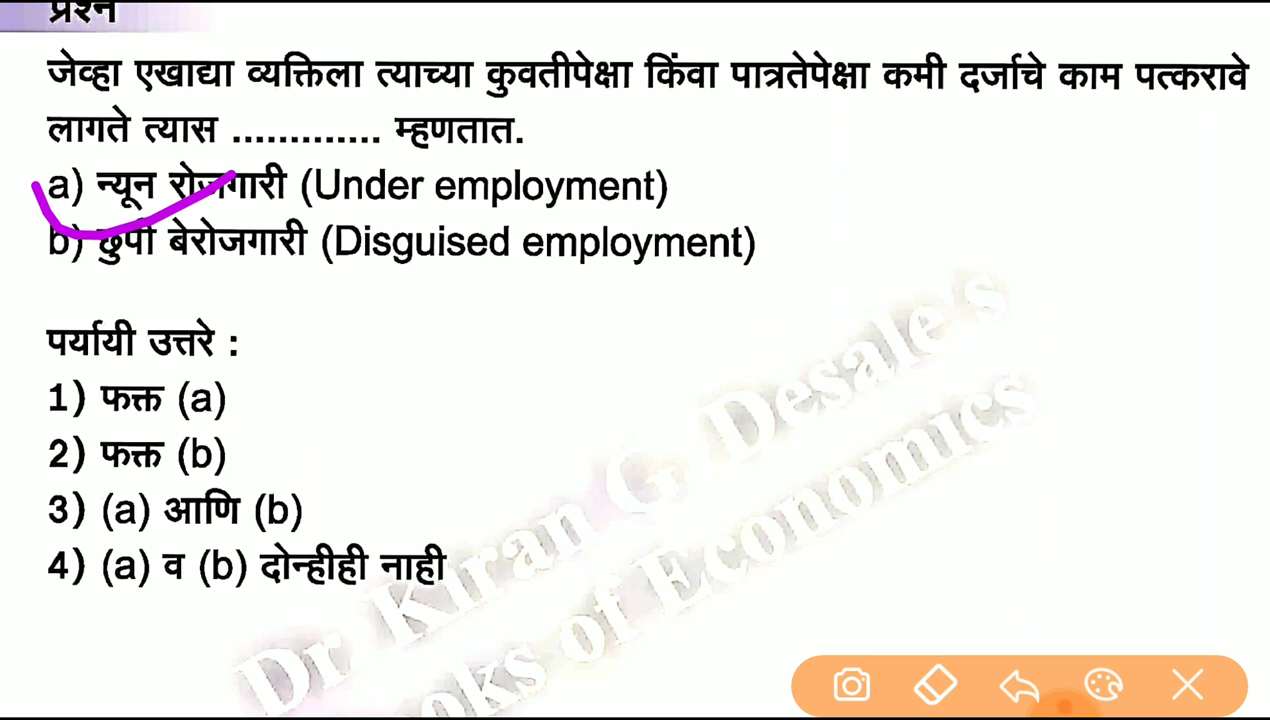 प्रश्न
जेव्हा एखाद्या व्यक्तिला त्याच्या कुवतीपेक्षा किंवा पात्रतेपेक्षा कमी दर्जाचे काम पत्करावे
लागते त्यास ............. म्हणतात.
a) न्यून रोजगारी (Under employment)
b) छुपी बेरोजगारी (Disguised employment)
पर्यायी उत्तरे :
1) फक्त (a)
2) फक्त (b)
3) (a) आणि (b)
4) (a) व (b) दोन्हीही नाही
Dr. Kiran G. Desale's
of Economics